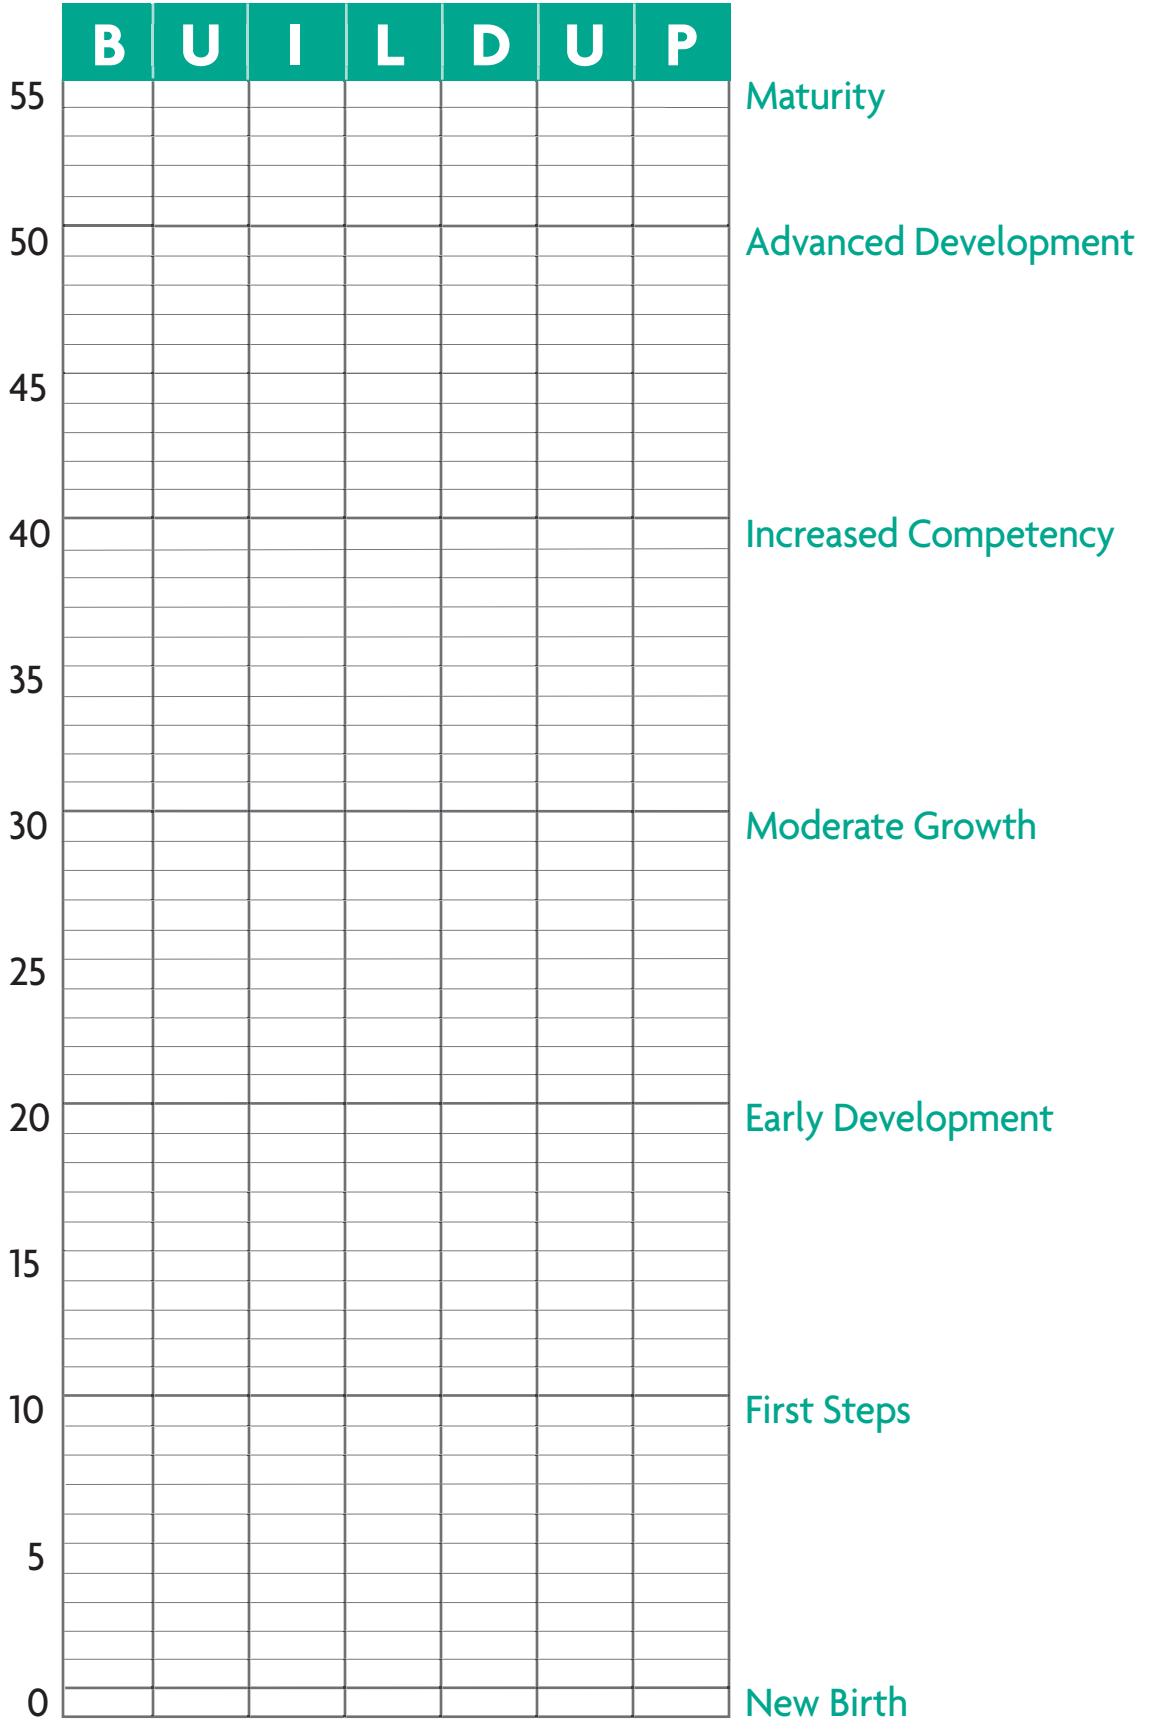 B U I L D U P
55 Maturity
50 Advanced Development
45
40 Increased Competency
35
30 Moderate Growth
25
20 Early Development
15
10 First Steps
5
0 New Birth